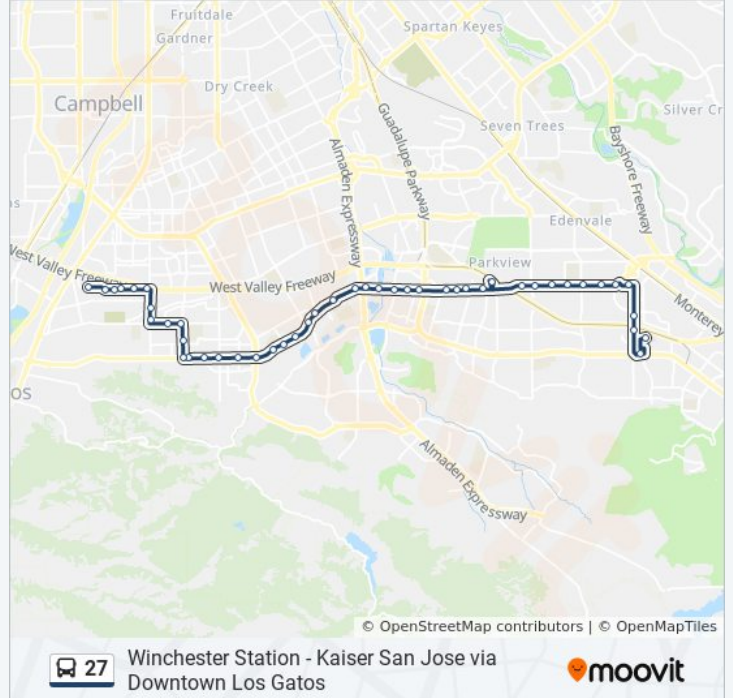 Fruitdale
Gardner
Spartan Keyes
Dry Creek
Campbell
Silver Cr
Guadalupe Parkway
Seven Trees
Bayshore Freeway
Almaden Expressway
ns
Edenvale
West Valley Freeway
Parkview
West Valley Freeway
Monterey
OS
Almaden Expressway
© OpenStreetMap contributors | © OpenMapTiles
27
Winchester Station - Kaiser San Jose via
Downtown Los Gatos
moovit